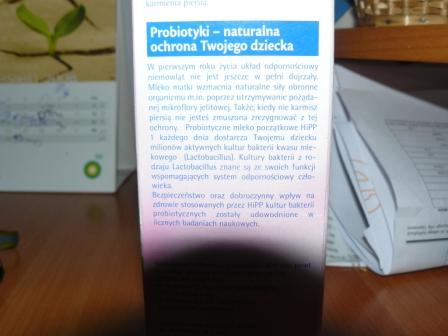 karmienia piersią.
Probiotyki – naturalna
ochrona Twojego dziecka
W pierwszym roku życia układ odpornościowy
niemowląt nie jest jeszcze w pełni dojrzały.
Mleko matki wzmacnia naturalne siły obronne
organizmu m.in. poprzez utrzymywanie pożąda-
nej mikroflory jelitowej. Także, kiedy nie karmisz
piersią nie jesteś zmuszona zrezygnować z tej
ochrony. Probiotyczne mleko początkowe HiPP
1 każdego dnia dostarcza Twojemu dziecku
milionów aktywnych kultur bakterii kwasu mle-
kowego (Lactobacillus). Kultury bakterii z ro-
dzaju Lactobacillus znane są ze swoich funkcji
wspomagających system odpornościowy czło-
wieka.
Bezpieczeństwo oraz dobroczynny wpływ na
zdrowie stosowanych przez HiPP kultur bakterii
probiotycznych zostały udowodnione w
licznych badaniach naukowych.